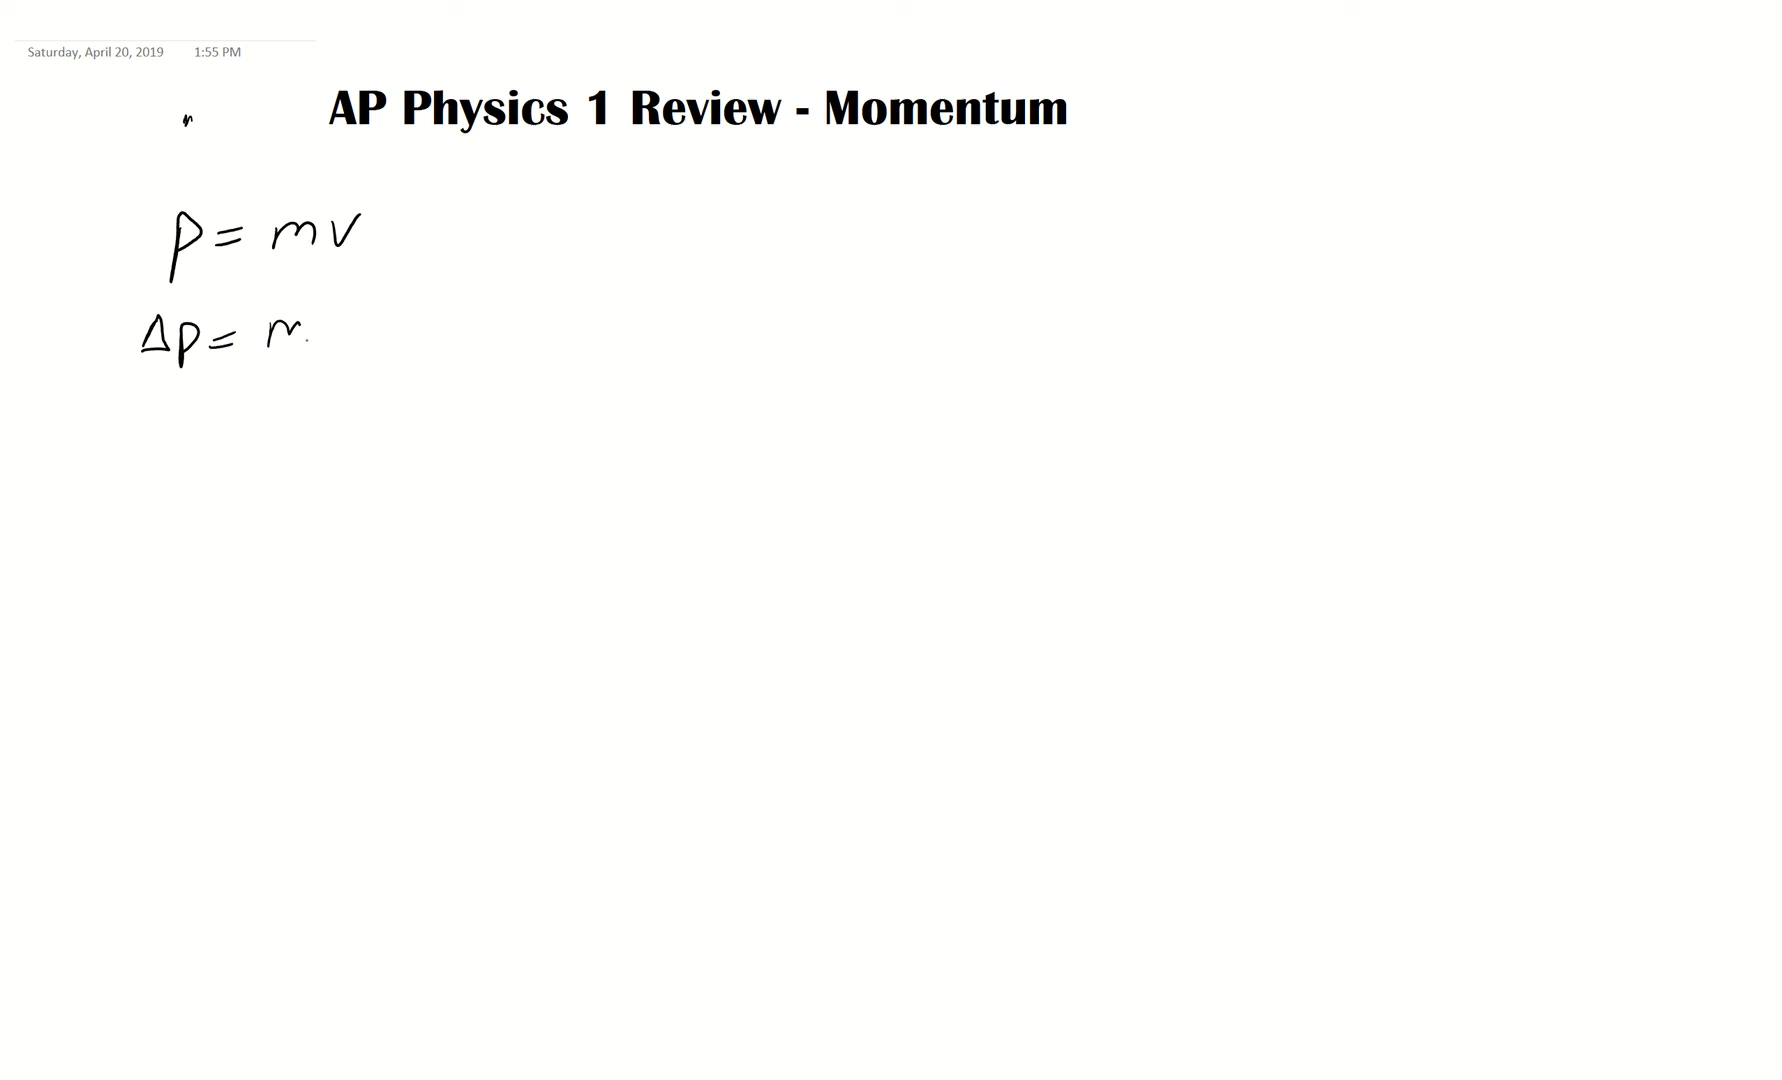 Saturday, April 20, 2019 1:55 PM
AP Physics 1 Review - Momentum
p = mv
Δp = m